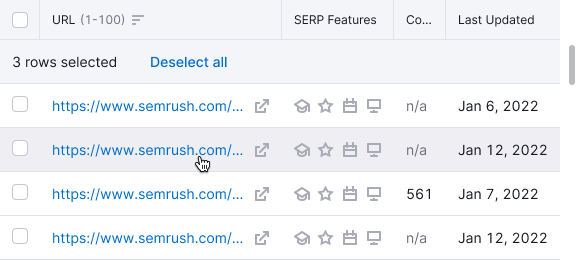 URL (1-100) SERP Features Co... Last Updated
3 rows selected Deselect all
https://www.semrush.com/... n/a Jan 6, 2022
https://www.semrush.com/... n/a Jan 12, 2022
https://www.semrush.com/... 561 Jan 7, 2022
https://www.semrush.com/... n/a Jan 12, 2022